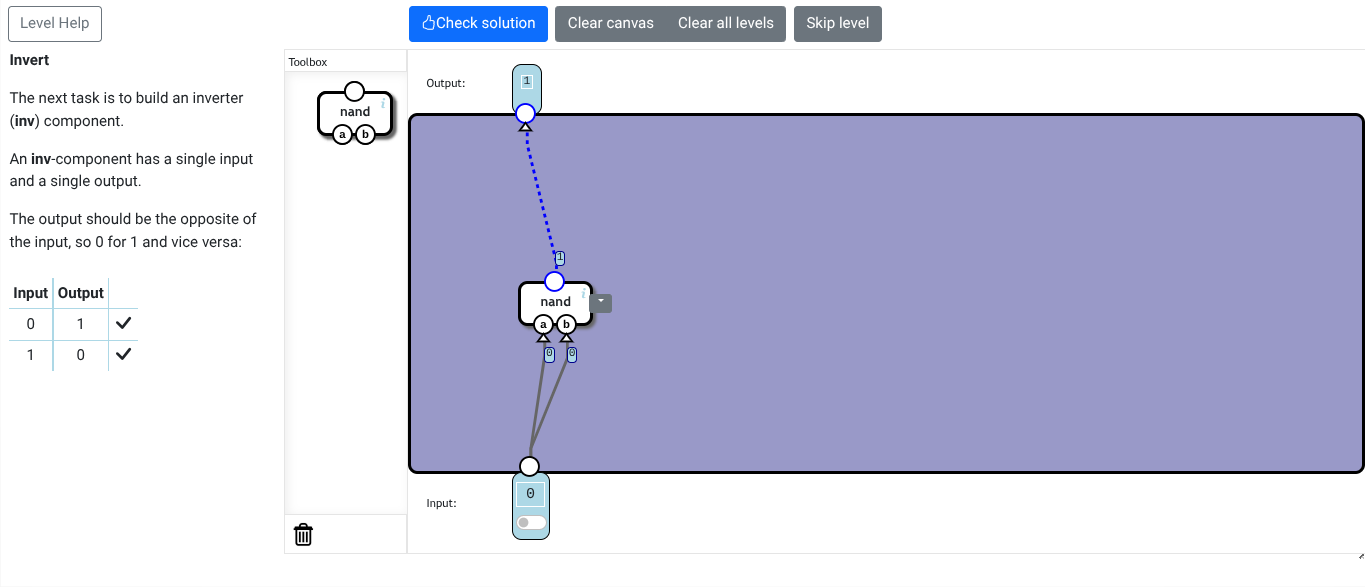 Level Help
Check solution
Clear canvas
Clear all levels
Skip level
Invert
The next task is to build an inverter
(inv) component.
An inv-component has a single input
and a single output.
The output should be the opposite of
the input, so 0 for 1 and vice versa:
Input Output
0 1
1 0
Toolbox
nand i
a b
Output:
1
1
nand i
a b
0 0
Input:
0